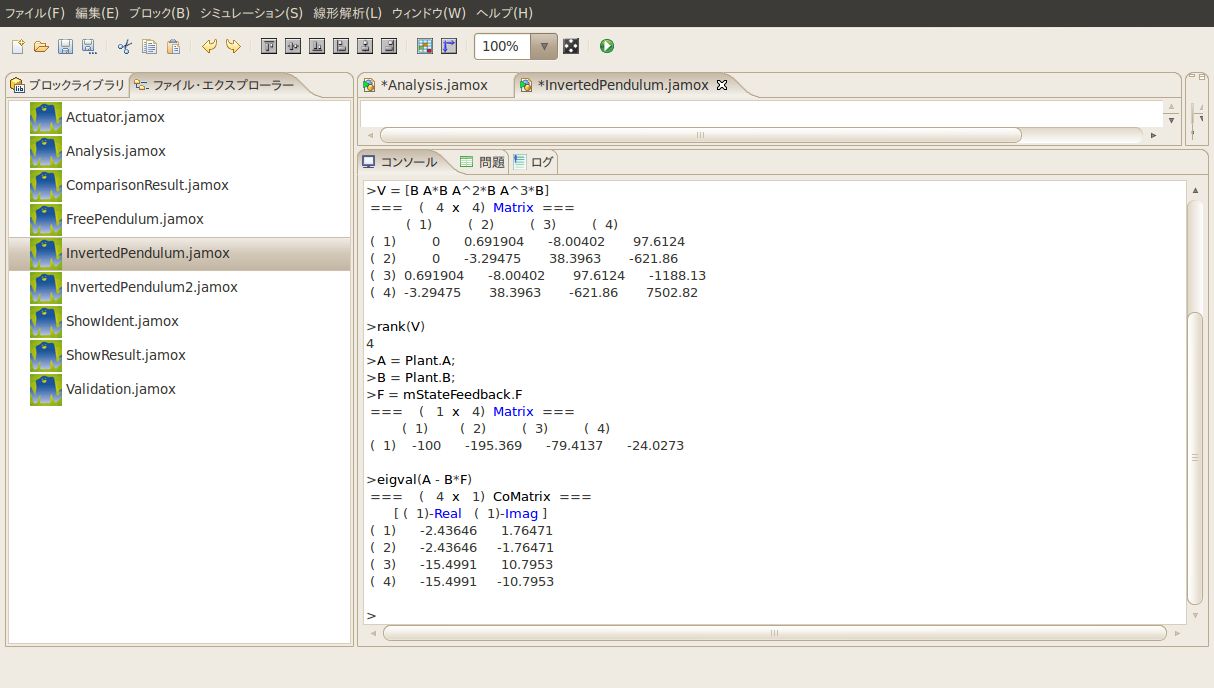 ファイル(F) 編集(E) ブロック(B) シミュレーション(S) 線形解析(L) ウィンドウ(W) ヘルプ(H)
100%
ブロックライブラリ ファイル・エクスプローラー
Actuator.jamox
Analysis.jamox
ComparisonResult.jamox
FreePendulum.jamox
InvertedPendulum.jamox
InvertedPendulum2.jamox
ShowIdent.jamox
ShowResult.jamox
Validation.jamox
*Analysis.jamox *InvertedPendulum.jamox
コンソール 問題 ログ
>V = [B A*B A^2*B A^3*B]
=== ( 4 x 4) Matrix ===
( 1) ( 2) ( 3) ( 4)
( 1) 0 0.691904 -8.00402 97.6124
( 2) 0 -3.29475 38.3963 -621.86
( 3) 0.691904 -8.00402 97.6124 -1188.13
( 4) -3.29475 38.3963 -621.86 7502.82
>rank(V)
4
>A = Plant.A;
>B = Plant.B;
>F = mStateFeedback.F
=== ( 1 x 4) Matrix ===
( 1) ( 2) ( 3) ( 4)
( 1) -100 -195.369 -79.4137 -24.0273
>eigval(A - B*F)
=== ( 4 x 1) CoMatrix ===
[ ( 1)-Real ( 1)-Imag ]
( 1) -2.43646 1.76471
( 2) -2.43646 -1.76471
( 3) -15.4991 10.7953
( 4) -15.4991 -10.7953
>